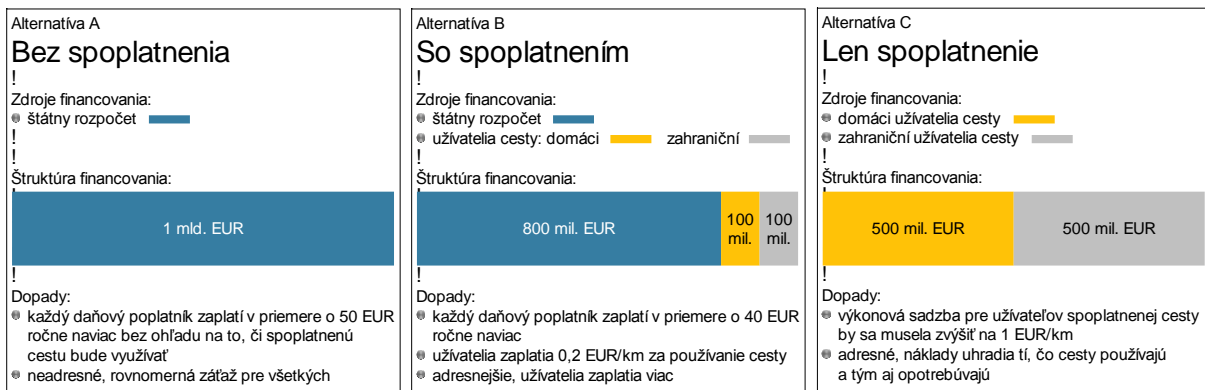 Alternatíva A
Bez spoplatnenia
!
Zdroje financovania:
štátny rozpočet
!
!
Štruktúra financovania:
!
1 mld. EUR
!
Dopady:
každý daňový poplatník zaplatí v priemere o 50 EUR
ročne naviac bez ohľadu na to, či spoplatnenú
cestu bude využívať
neadresné, rovnomerná záťaž pre všetkých
Alternatíva B
So spoplatnením
!
Zdroje financovania:
štátny rozpočet
užívatelia cesty: domáci zahraniční
!
Štruktúra financovania:
!
800 mil. EUR
100
mil.
100
mil.
!
Dopady:
každý daňový poplatník zaplatí v priemere o 40 EUR
ročne naviac
užívatelia zaplatia 0,2 EUR/km za používanie cesty
adresnejšie, užívatelia zaplatia viac
Alternatíva C
Len spoplatnenie
!
Zdroje financovania:
domáci užívatelia cesty
zahraniční užívatelia cesty
!
Štruktúra financovania:
!
500 mil. EUR
500 mil. EUR
!
Dopady:
výkonová sadzba pre užívateľov spoplatnenej cesty
by sa musela zvýšiť na 1 EUR/km
adresné, náklady uhradia tí, čo cesty používajú
a tým aj opotrebúvajú